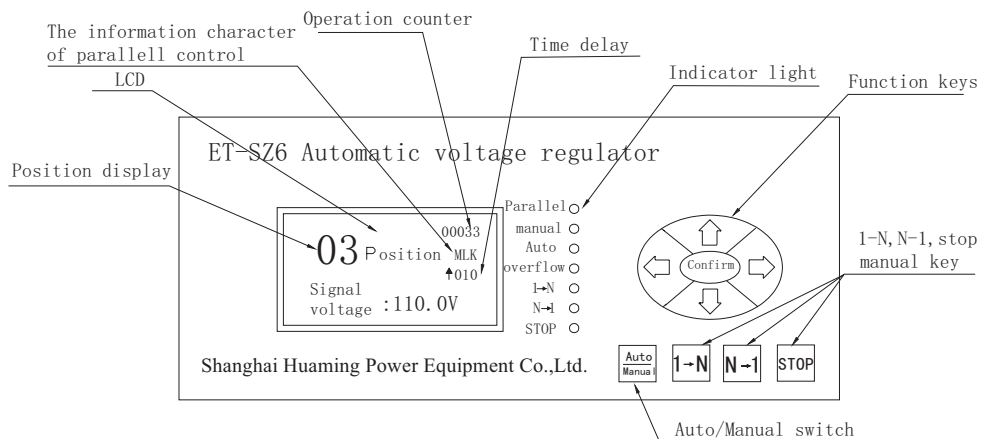 Operation counter
The information character
of parallell control
Time delay
LCD
Indicator light
Function keys
ET-SZ6 Automatic voltage regulator
Position display
Parallel
00033
manual
03 Position MLK
Auto
↑010
overflow
Signal
voltage :110.0V
1→N
N→1
STOP
Confirm
1-N,N-1,stop
manual key
Shanghai Huaming Power Equipment Co.,Ltd.
Auto
Manual
1→N
N→1
STOP
Auto/Manual switch